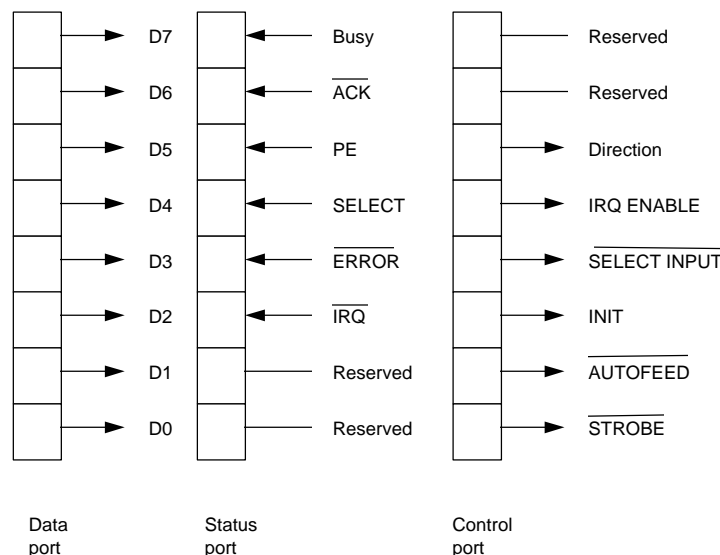 D7 Busy Reserved
D6 ACK Reserved
D5 PE Direction
D4 SELECT IRQ ENABLE
D3 ERROR SELECT INPUT
D2 IRQ INIT
D1 Reserved AUTOFEED
D0 Reserved STROBE
Data Status Control
port port port